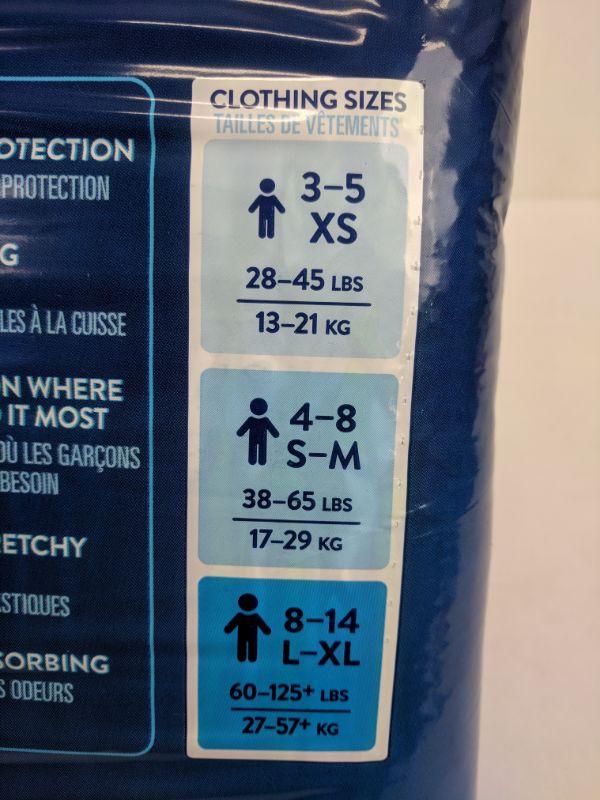 OTECTION
PROTECTION
G
LES À LA CUISSE
N WHERE
IT MOST
OÙ LES GARÇONS
BESOIN
ETCHY
STIQUES
SORBING
S ODEURS
CLOTHING SIZES
TAILLES DE VÊTEMENTS
3–5
XS
28–45 LBS
13–21 KG
4–8
S–M
38–65 LBS
17–29 KG
8–14
L–XL
60–125+ LBS
27–57+ KG